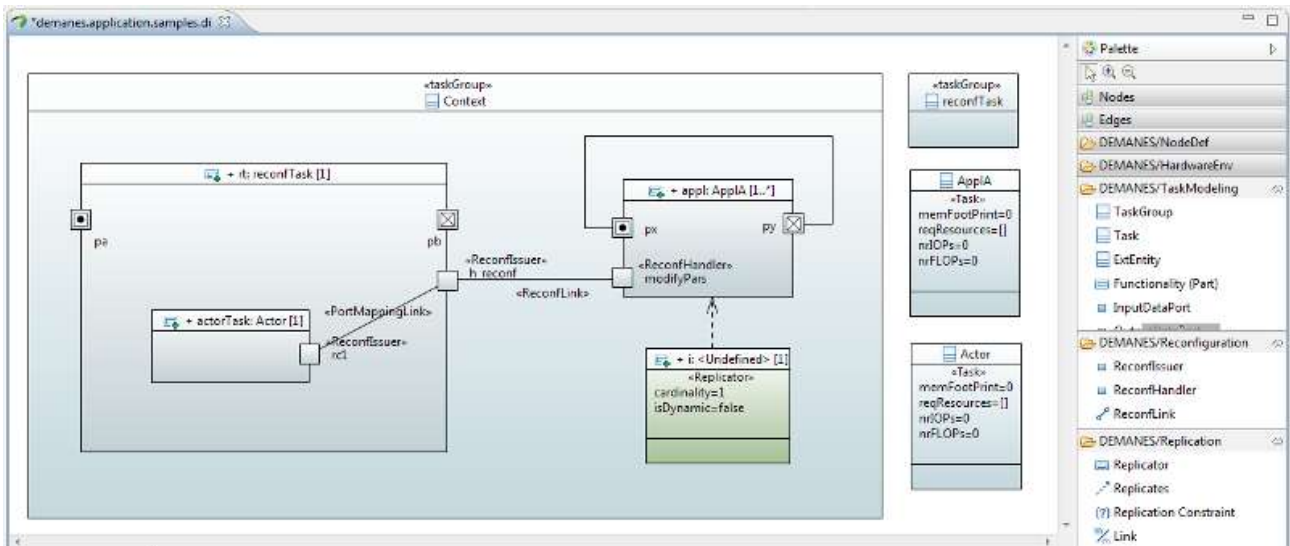 *demanes.application.samples.di
«taskGroup»
Context
+ rt: reconfTask [1]
pa
pb
«ReconfIssuer»
h_reconf
«ReconfLink»
«PortMappingLink»
+ actorTask: Actor [1]
«ReconfIssuer»
rc1
+ appl: ApplA [1..*]
px
py
«ReconfHandler»
modifyPars
+ i: <Undefined> [1]
«Replicator»
cardinality=1
isDynamic=false
«taskGroup»
reconfTask
ApplA
«Task»
memFootPrint=0
reqResources=[]
nrIOPs=0
nrFLOPs=0
Actor
«Task»
memFootPrint=0
reqResources=[]
nrIOPs=0
nrFLOPs=0
Palette
Nodes
Edges
DEMANES/NodeDef
DEMANES/HardwareEnv
DEMANES/TaskModeling
TaskGroup
Task
ExtEntity
Functionality (Part)
InputDataPort
DEMANES/Reconfiguration
ReconfIssuer
ReconfHandler
ReconfLink
DEMANES/Replication
Replicator
Replicates
{?} Replication Constraint
Link